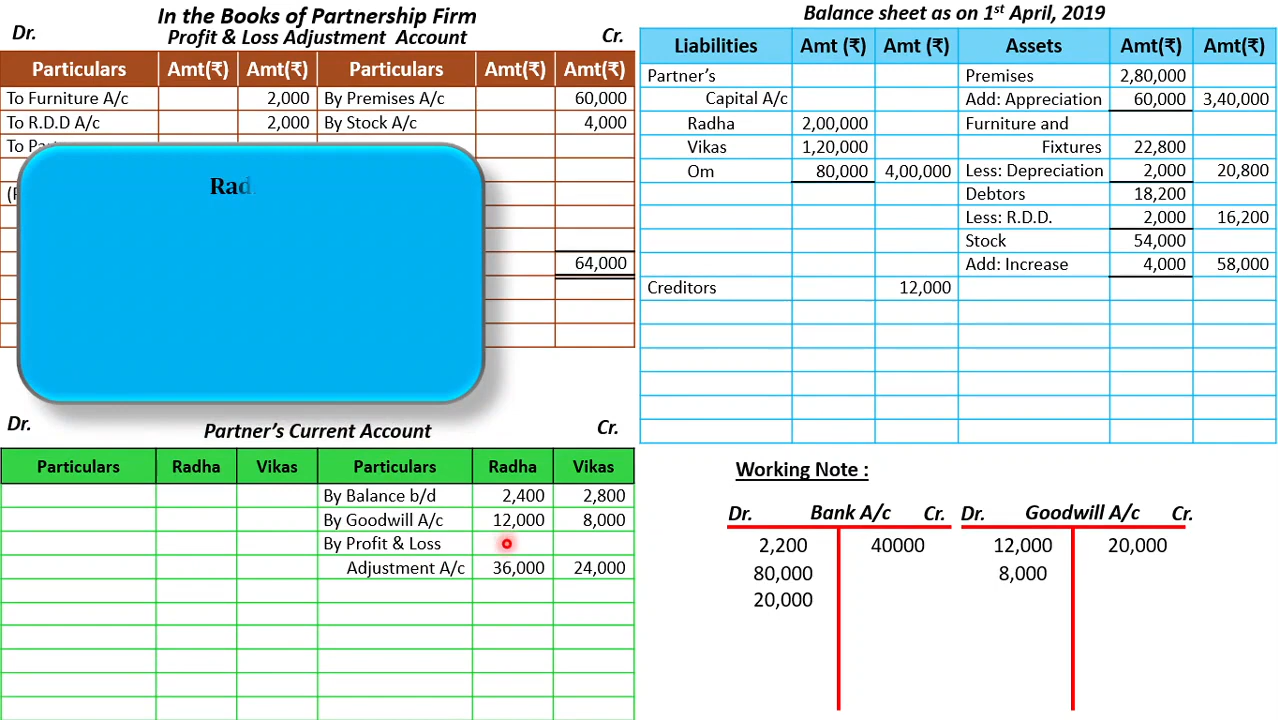 In the Books of Partnership Firm
Dr. Profit & Loss Adjustment Account Cr.
Particulars Amt(₹) Amt(₹) Particulars Amt(₹) Amt(₹)
To Furniture A/c 2,000 By Premises A/c 60,000
To R.D.D A/c 2,000 By Stock A/c 4,000
64,000
Dr. Partner's Current Account Cr.
Particulars Radha Vikas Particulars Radha Vikas
By Balance b/d 2,400 2,800
By Goodwill A/c 12,000 8,000
By Profit & Loss
Adjustment A/c 36,000 24,000
Balance sheet as on 1st April, 2019
Liabilities Amt (₹) Amt (₹) Assets Amt(₹) Amt(₹)
Partner's Premises 2,80,000
Capital A/c Add: Appreciation 60,000 3,40,000
Radha 2,00,000 Furniture and
Vikas 1,20,000 Fixtures 22,800
Om 80,000 4,00,000 Less: Depreciation 2,000 20,800
Debtors 18,200
Less: R.D.D. 2,000 16,200
Stock 54,000
Add: Increase 4,000 58,000
Creditors 12,000
Working Note :
Dr. Bank A/c Cr. Dr. Goodwill A/c Cr.
2,200 40000 12,000 20,000
80,000 8,000
20,000